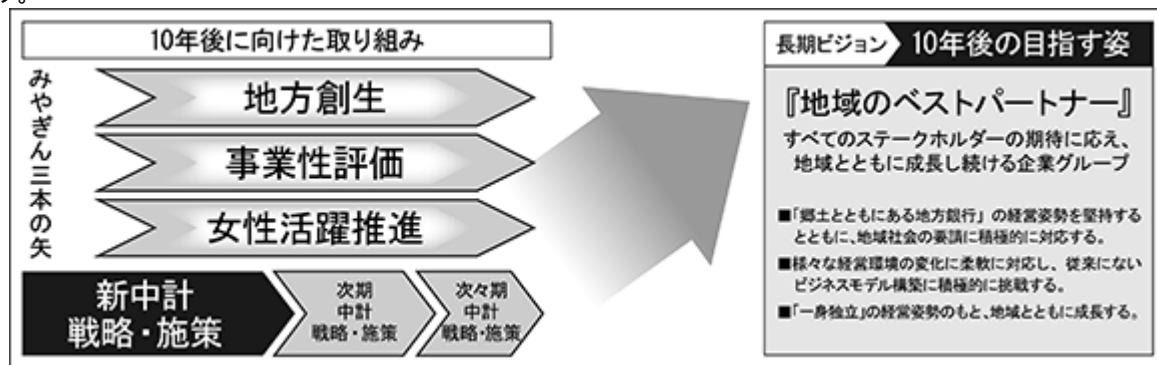 す。
10年後に向けた取り組み
みやぎん三本の矢
地方創生
事業性評価
女性活躍推進
新中計
戦略・施策
次期
中計
戦略・施策
次々期
中計
戦略・施策
長期ビジョン
10年後の目指す姿
『地域のベストパートナー』
すべてのステークホルダーの期待に応え、
地域とともに成長し続ける企業グループ
■「郷土とともにある地方銀行」の経営姿勢を堅持する
とともに、地域社会の要請に積極的に対応する。
■様々な経営環境の変化に柔軟に対応し、従来にない
ビジネスモデル構築に積極的に挑戦する。
■「一身独立」の経営姿勢のもと、地域とともに成長する。